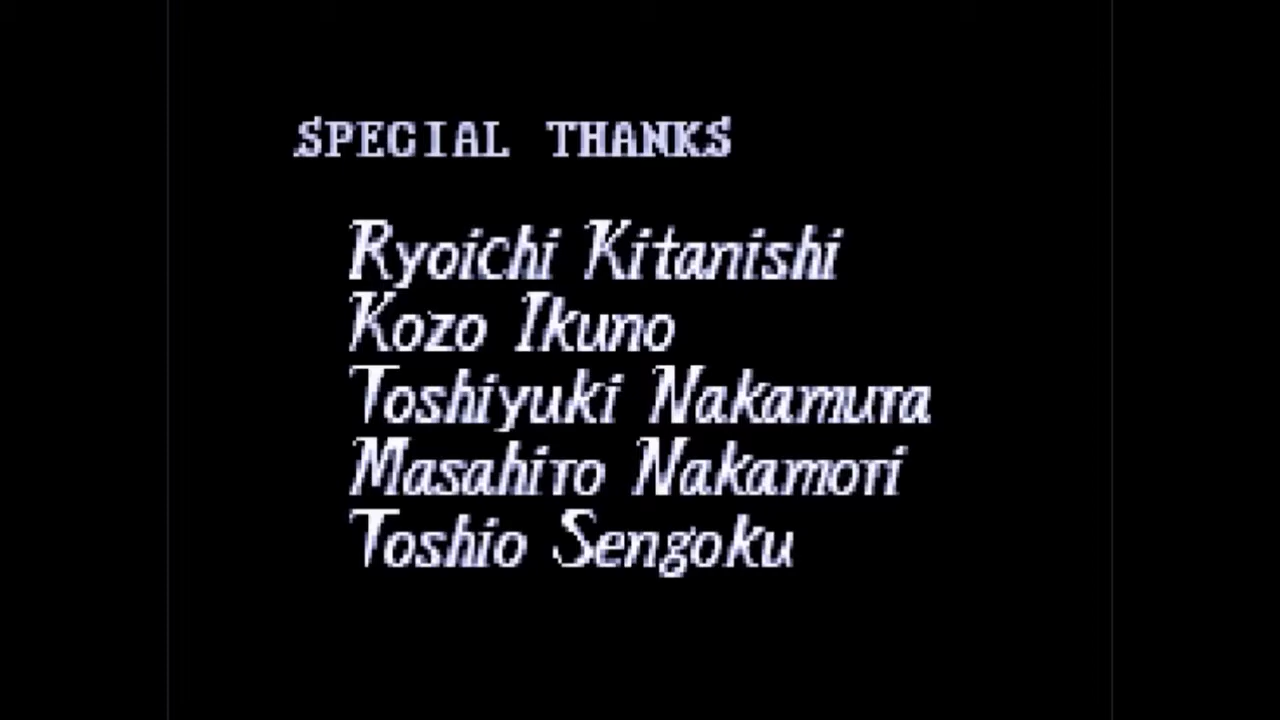 SPECIAL THANKS
Ryoichi Kitanishi
Kozo Ikuno
Toshiyuki Nakamura
Masahiro Nakamori
Toshio Sengoku